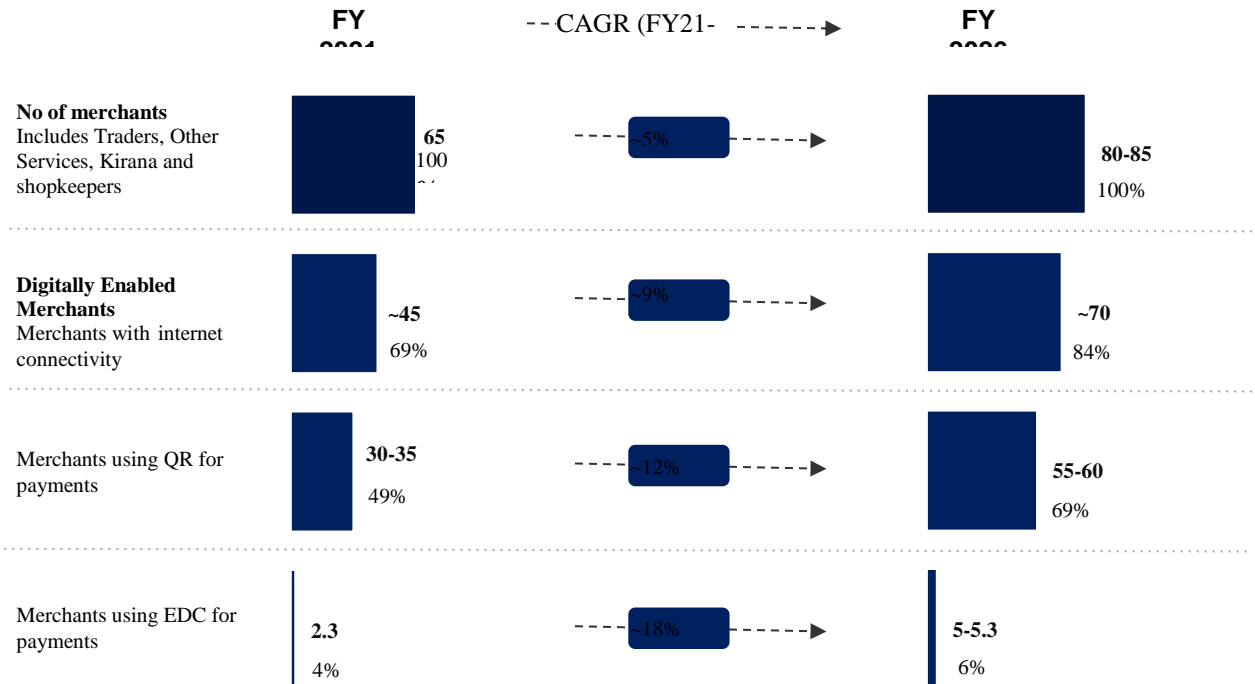 FY
CAGR (FY21-
FY
No of merchants
Includes Traders, Other
Services, Kirana and
shopkeepers
65
100
~5%
80-85
100%
Digitally Enabled
Merchants
Merchants with internet
connectivity
~45
69%
~9%
~70
84%
Merchants using QR for
payments
30-35
49%
~12%
55-60
69%
Merchants using EDC for
payments
2.3
4%
~18%
5-5.3
6%